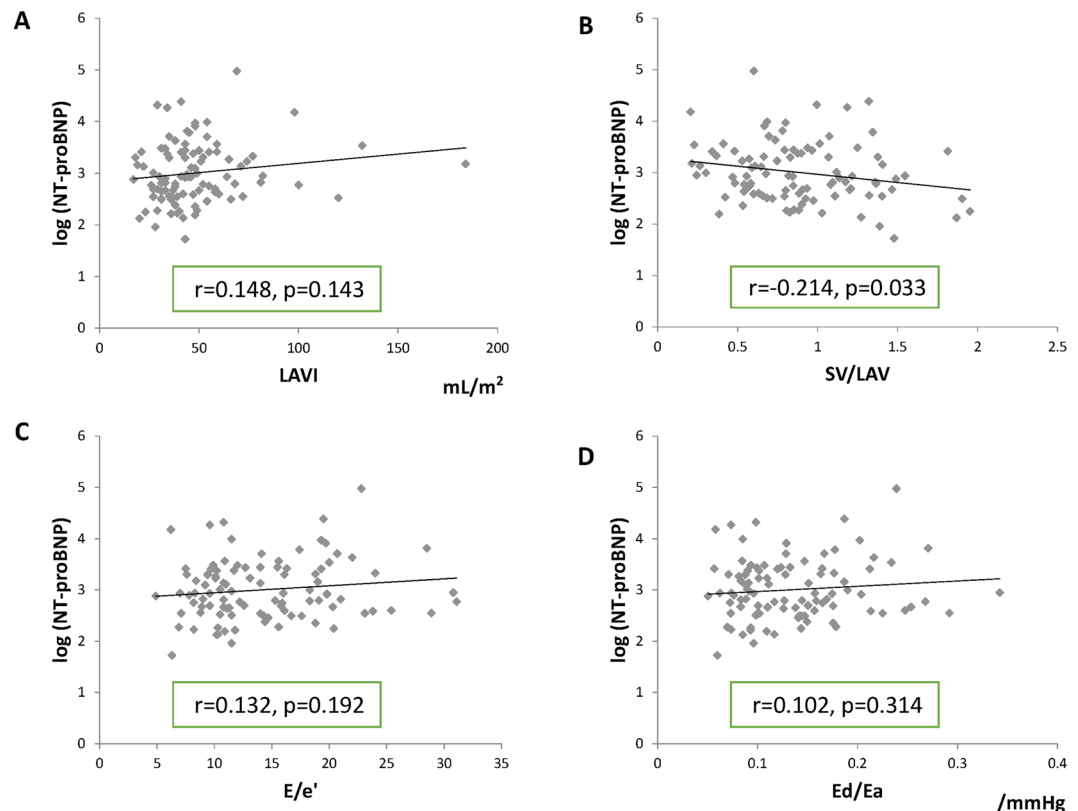 A
log (NT-proBNP)
6
5
4
3
2
1
0
r=0.148, p=0.143
0 50 100 150 200
LAVI
mL/m²
B
log (NT-proBNP)
6
5
4
3
2
1
0
r=-0.214, p=0.033
0 0.5 1 1.5 2 2.5
SV/LAV
C
log (NT-proBNP)
6
5
4
3
2
1
0
r=0.132, p=0.192
0 5 10 15 20 25 30 35
E/e'
D
log (NT-proBNP)
6
5
4
3
2
1
0
r=0.102, p=0.314
0 0.1 0.2 0.3 0.4
Ed/Ea
/mmHg